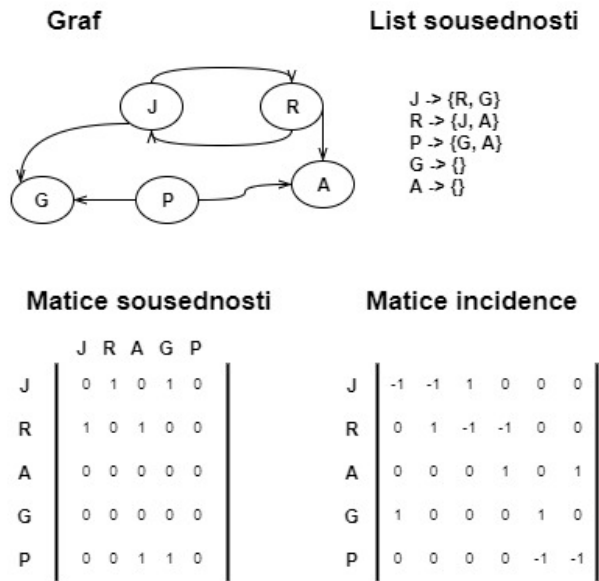 Graf
List sousednosti
J
R
G
P
A
J -> {R, G}
R -> {J, A}
P -> {G, A}
G -> {}
A -> {}
Matice sousednosti
J R A G P
J 0 1 0 1 0
R 1 0 1 0 0
A 0 0 0 0 0
G 0 0 0 0 0
P 0 0 1 1 0
Matice incidence
J -1 -1 1 0 0 0
R 0 1 -1 -1 0 0
A 0 0 0 1 0 1
G 1 0 0 0 1 0
P 0 0 0 0 -1 -1